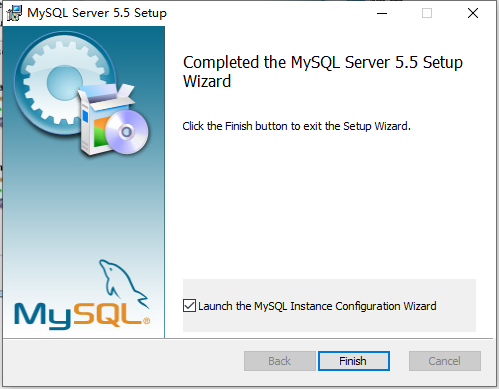 MySQL Server 5.5 Setup
Completed the MySQL Server 5.5 Setup
Wizard
Click the Finish button to exit the Setup Wizard.
MySQL®
Launch the MySQL Instance Configuration Wizard
Back
Finish
Cancel